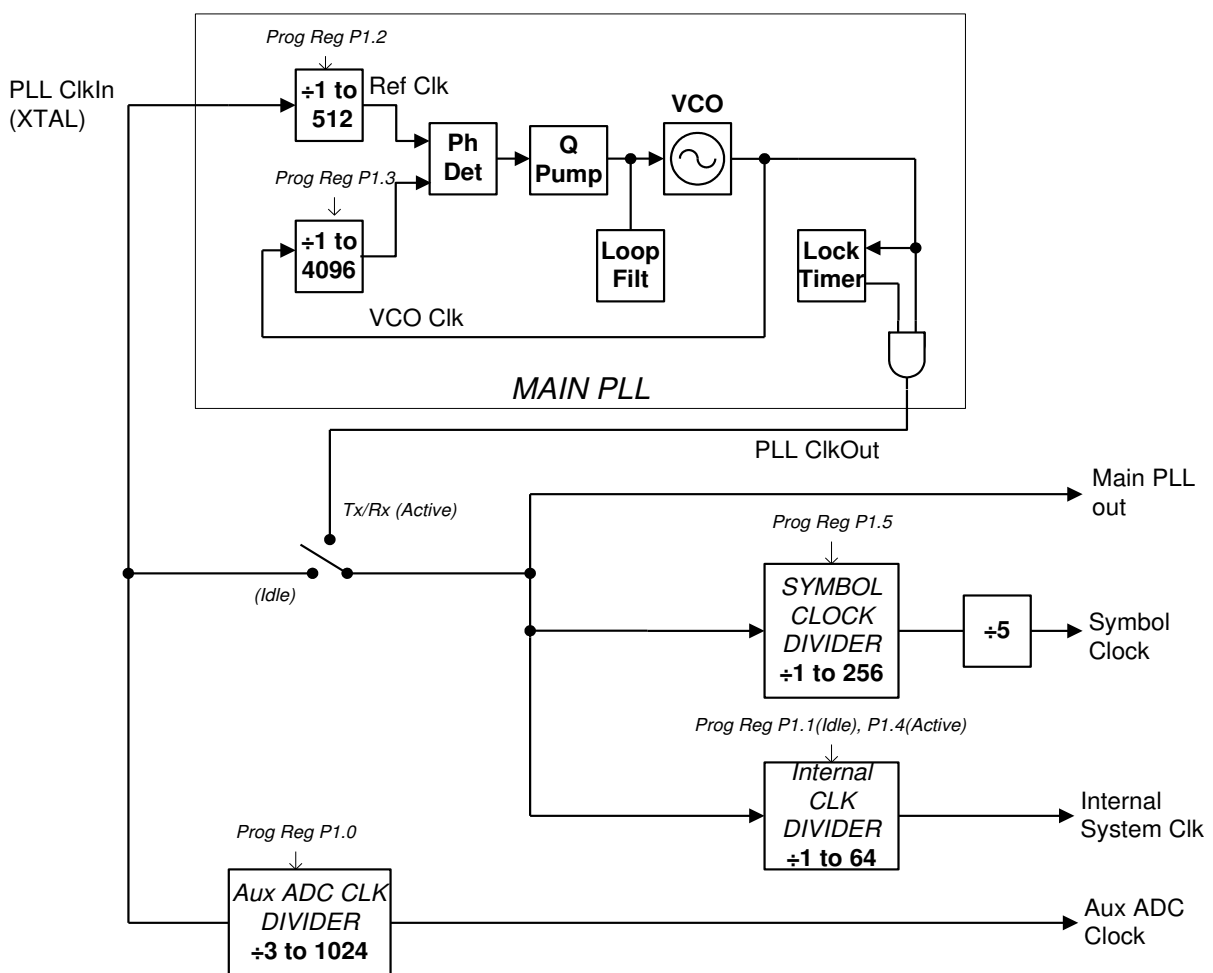 Prog Reg P1.2
PLL ClkIn
(XTAL)
÷1 to
512
Ref Clk
VCO
Ph
Det
Q
Pump
Prog Reg P1.3
÷1 to
4096
Loop
Filt
Lock
Timer
VCO Clk
MAIN PLL
PLL ClkOut
Main PLL
out
Tx/Rx (Active)
(Idle)
Prog Reg P1.5
SYMBOL
CLOCK
DIVIDER
÷1 to 256
÷5
Symbol
Clock
Prog Reg P1.1(Idle), P1.4(Active)
Internal
CLK
DIVIDER
÷1 to 64
Internal
System Clk
Prog Reg P1.0
Aux ADC CLK
DIVIDER
÷3 to 1024
Aux ADC
Clock